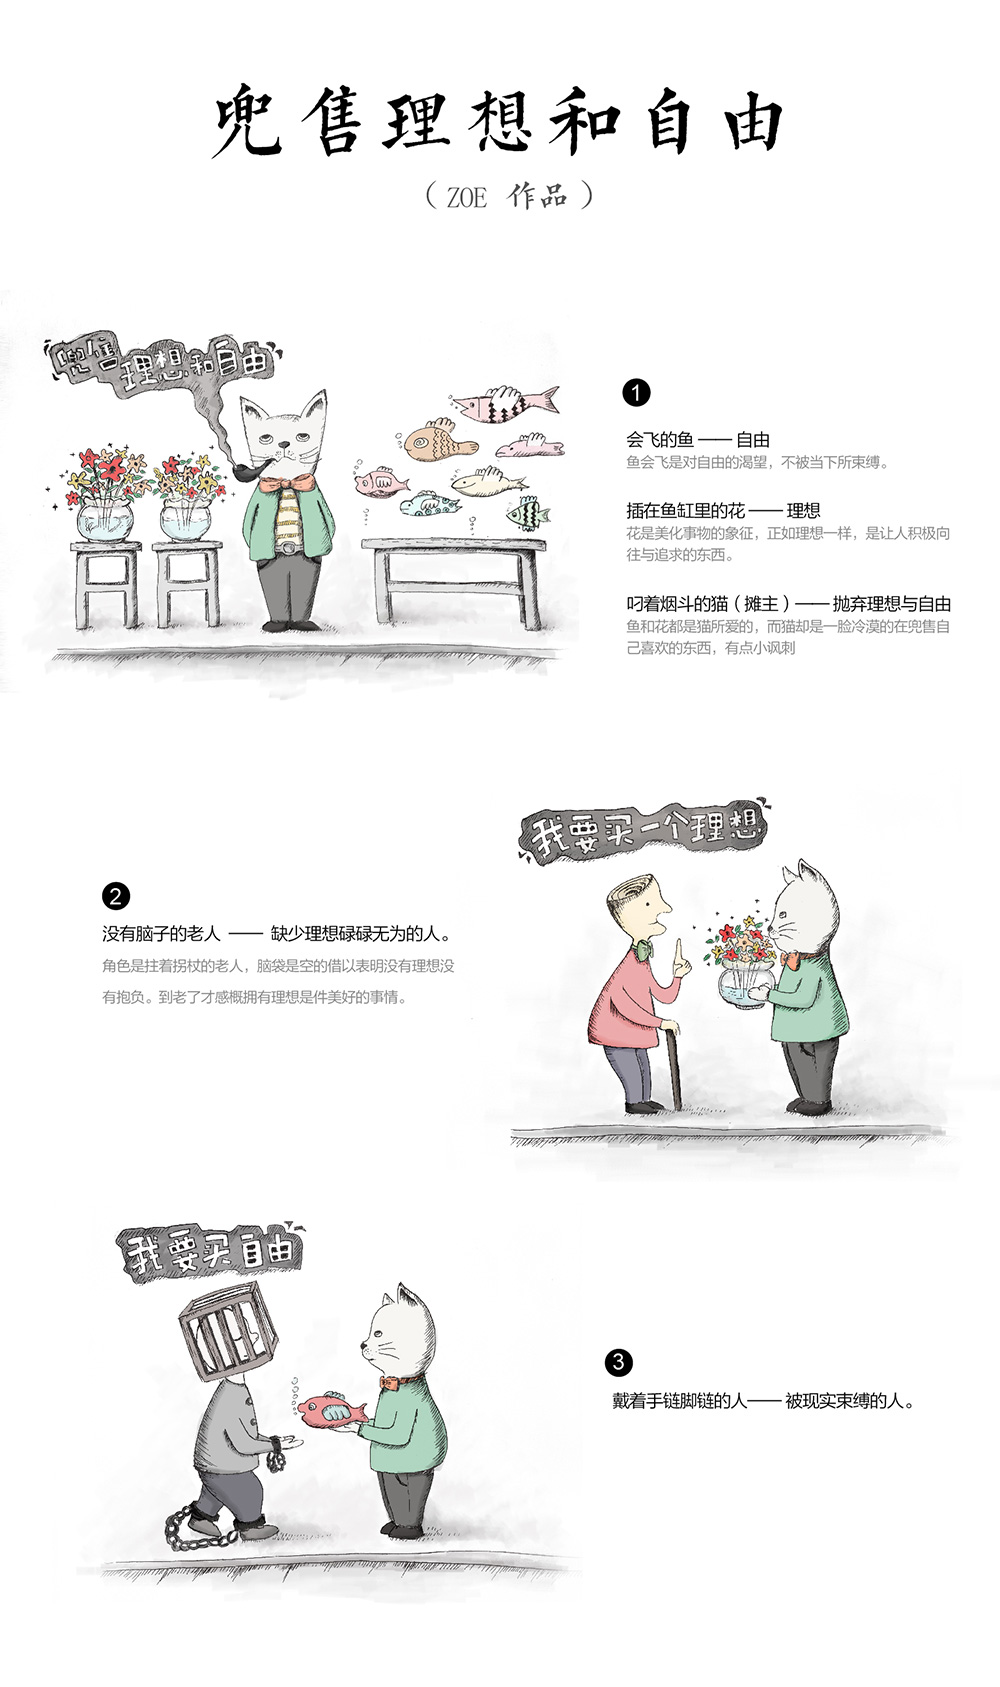 兜售理想和自由
（ZOE 作品）
兜售理想和自由
1
会飞的鱼 —— 自由
鱼会飞是对自由的渴望，不被当下所束缚。
插在鱼缸里的花 —— 理想
花是美化事物的象征，正如理想一样，是让人积极向
往与追求的东西。
叼着烟斗的猫（摊主）—— 抛弃理想与自由
鱼和花都是猫所爱的，而猫却是一脸冷漠的在兜售自
己喜欢的东西，有点小讽刺
我要买一个理想
2
没有脑子的老人 —— 缺少理想碌碌无为的人。
角色是拄着拐杖的老人，脑袋是空的借以表明没有理想没
有抱负。到老了才感概拥有理想是件美好的事情。
我要买自由
3
戴着手链脚链的人—— 被现实束缚的人。